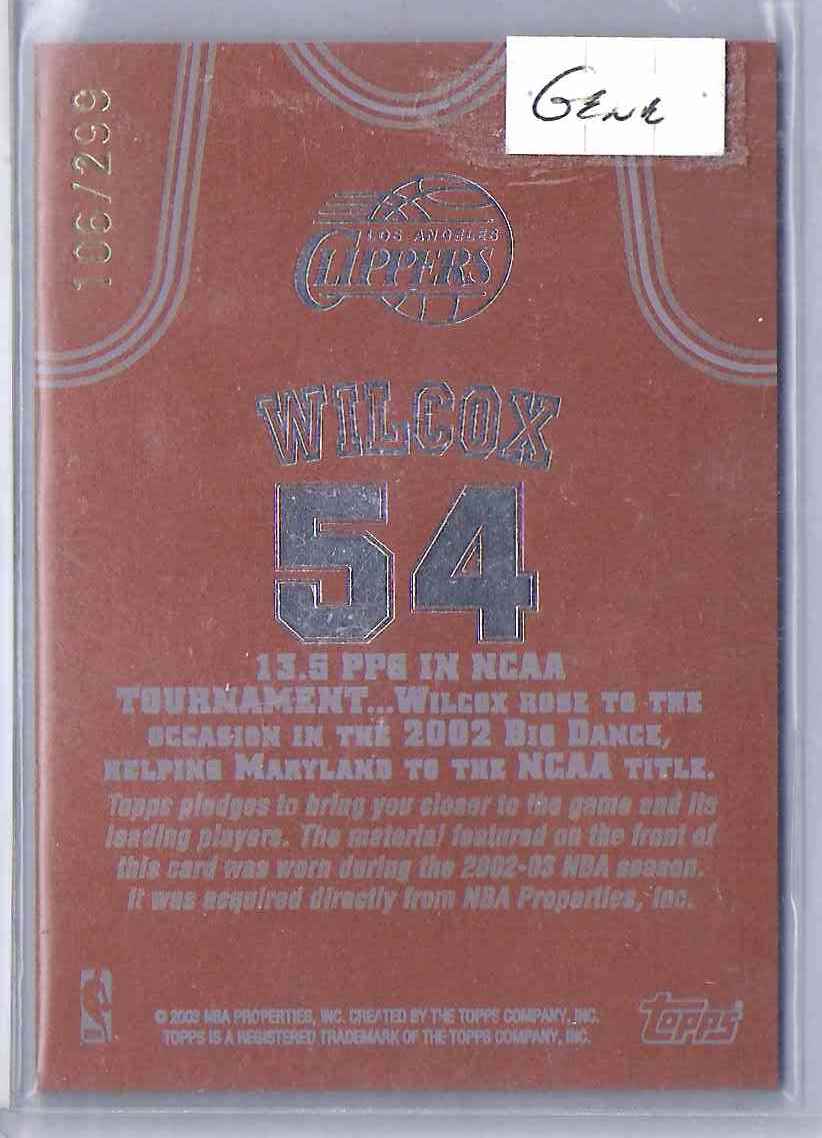 106/299
Genk
LOS ANGELES
CLIPPERS
WILCOX
54
13.5 PPG IN NCAA
TOURNAMENT...WILCOX ROSE TO THE
OCCASION IN THE 2002 BIG DANCE,
HELPING MARYLAND TO THE NCAA TITLE.
Topps pledges to bring you closer to the game and its
leading players. The material featured on the front of
this card was worn during the 2002-03 NBA season.
It was acquired directly from NBA Properties, Inc.
© 2003 NBA PROPERTIES, INC. CREATED BY THE TOPPS COMPANY, INC.
TOPPS IS A REGISTERED TRADEMARK OF THE TOPPS COMPANY, INC.
topps